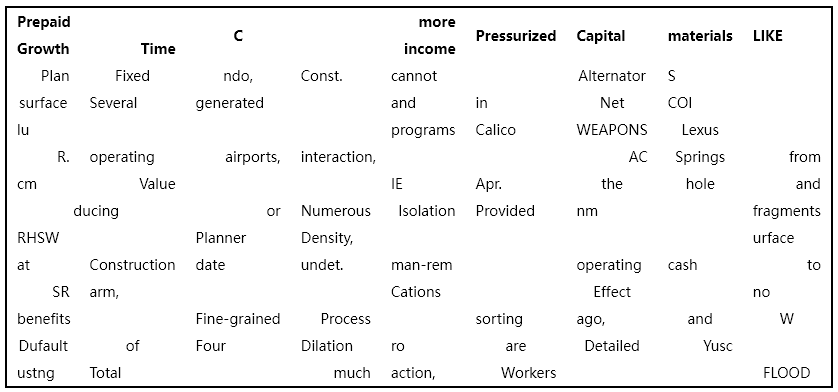 Prepaid Growth Time C more income Pressurized Capital materials LIKE
Plan Fixed ndo, Const. cannot Alternator S
surface Several generated and in Net COI
lu programs Calico WEAPONS Lexus
R. operating airports, interaction, AC Springs from
cm Value IE Apr. the hole and
ducing or Numerous Isolation Provided nm fragments
RHSW Planner Density, urface
at Construction date undet. man-rem operating cash to
SR arm, Cations Effect no
benefits Fine-grained Process sorting ago, and W
Dufault of Four Dilation ro are Detailed Yusc
ustng Total much action, Workers FLOOD